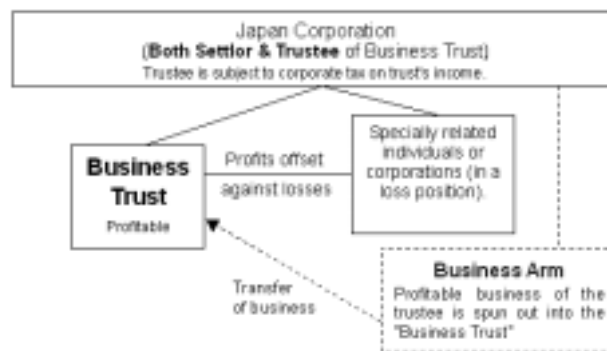 Japan Corporation
(Both Settlor & Trustee of Business Trust)
Trustee is subject to corporate tax on trust's income.
Business
Trust
Profitable
Profits offset
against losses
Specially related
individuals or
corporations (in a
loss position).
Transfer
of business
Business Arm
Profitable business of the
trustee is spun out into the
"Business Trust"